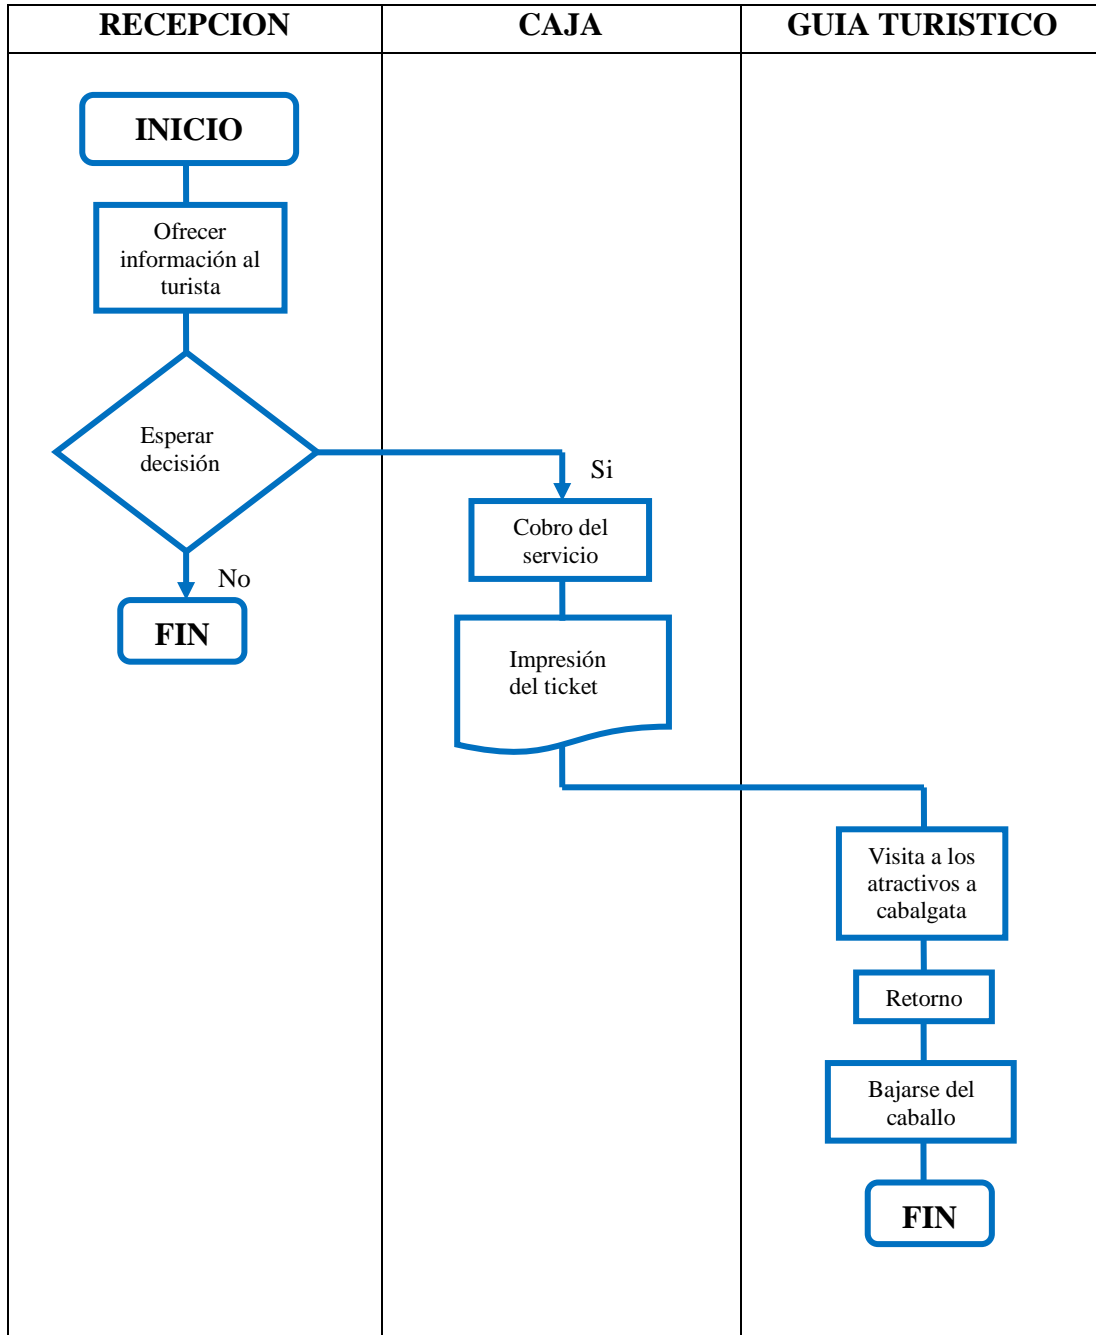 RECEPCION
CAJA
GUIA TURISTICO
INICIO
Ofrecer
información al
turista
Esperar
decisión
Si
No
FIN
Cobro del
servicio
Impresión
del ticket
Visita a los
atractivos a
cabalgata
Retorno
Bajarse del
caballo
FIN